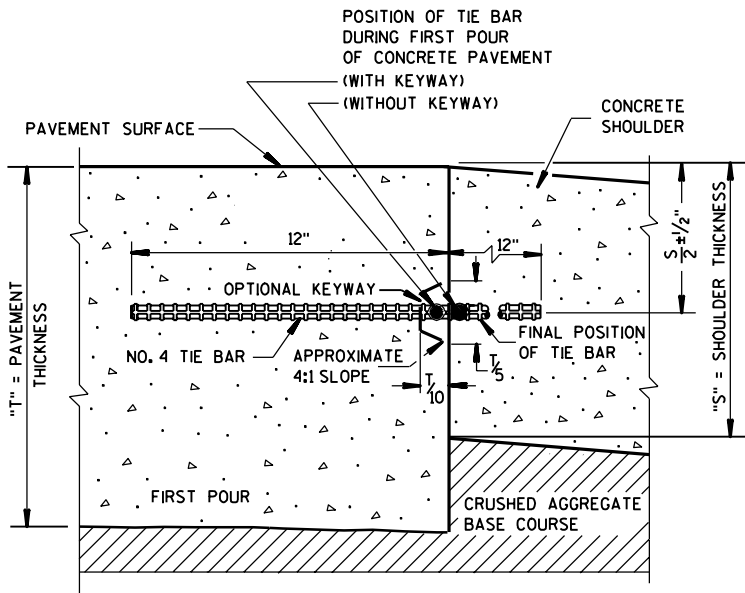 POSITION OF TIE BAR
DURING FIRST POUR
OF CONCRETE PAVEMENT
(WITH KEYWAY)
(WITHOUT KEYWAY)
CONCRETE
SHOULDER
PAVEMENT SURFACE
12"
12"
S/2 ±1/2"
OPTIONAL KEYWAY
NO. 4 TIE BAR
APPROXIMATE
4:1 SLOPE
T/10
T/5
FINAL POSITION
OF TIE BAR
"T" = PAVEMENT
THICKNESS
"S" = SHOULDER THICKNESS
FIRST POUR
CRUSHED AGGREGATE
BASE COURSE